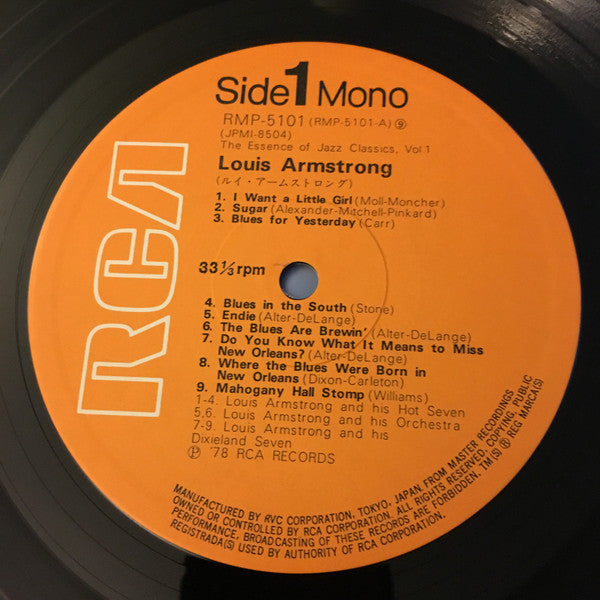 RCA
Side 1 Mono
RMP-5101 (RMP-5101-A) ⑨
(JPMI-8504)
The Essence of Jazz Classics, Vol 1
Louis Armstrong
(ルイ・アームストロング)
1. I Want a Little Girl (Moll-Moncher)
2. Sugar (Alexander-Mitchell-Pinkard)
3. Blues for Yesterday (Carr)
33 1/3 rpm
4. Blues in the South (Stone)
5. Endie (Alter-DeLange)
6. The Blues Are Brewin' (Alter-DeLange)
7. Do You Know What It Means to Miss
New Orleans? (Alter-DeLange)
8. Where the Blues Were Born in
New Orleans (Dixon-Carleton)
9. Mahogany Hall Stomp (Williams)
1-4. Louis Armstrong and his Hot Seven
5,6. Louis Armstrong and his Orchestra
7-9. Louis Armstrong and his
Dixieland Seven
Ⓟ '78 RCA RECORDS
MANUFACTURED BY RVC CORPORATION, TOKYO, JAPAN FROM MASTER RECORDINGS
OWNED OR CONTROLLED BY RCA CORPORATION. ALL RIGHTS RESERVED. COPYING, PUBLIC
PERFORMANCE, BROADCASTING OF THESE RECORDS ARE FORBIDDEN. TM(S) ® REG MARCA(S)
REGISTRADA(S) USED BY AUTHORITY OF RCA CORPORATION.